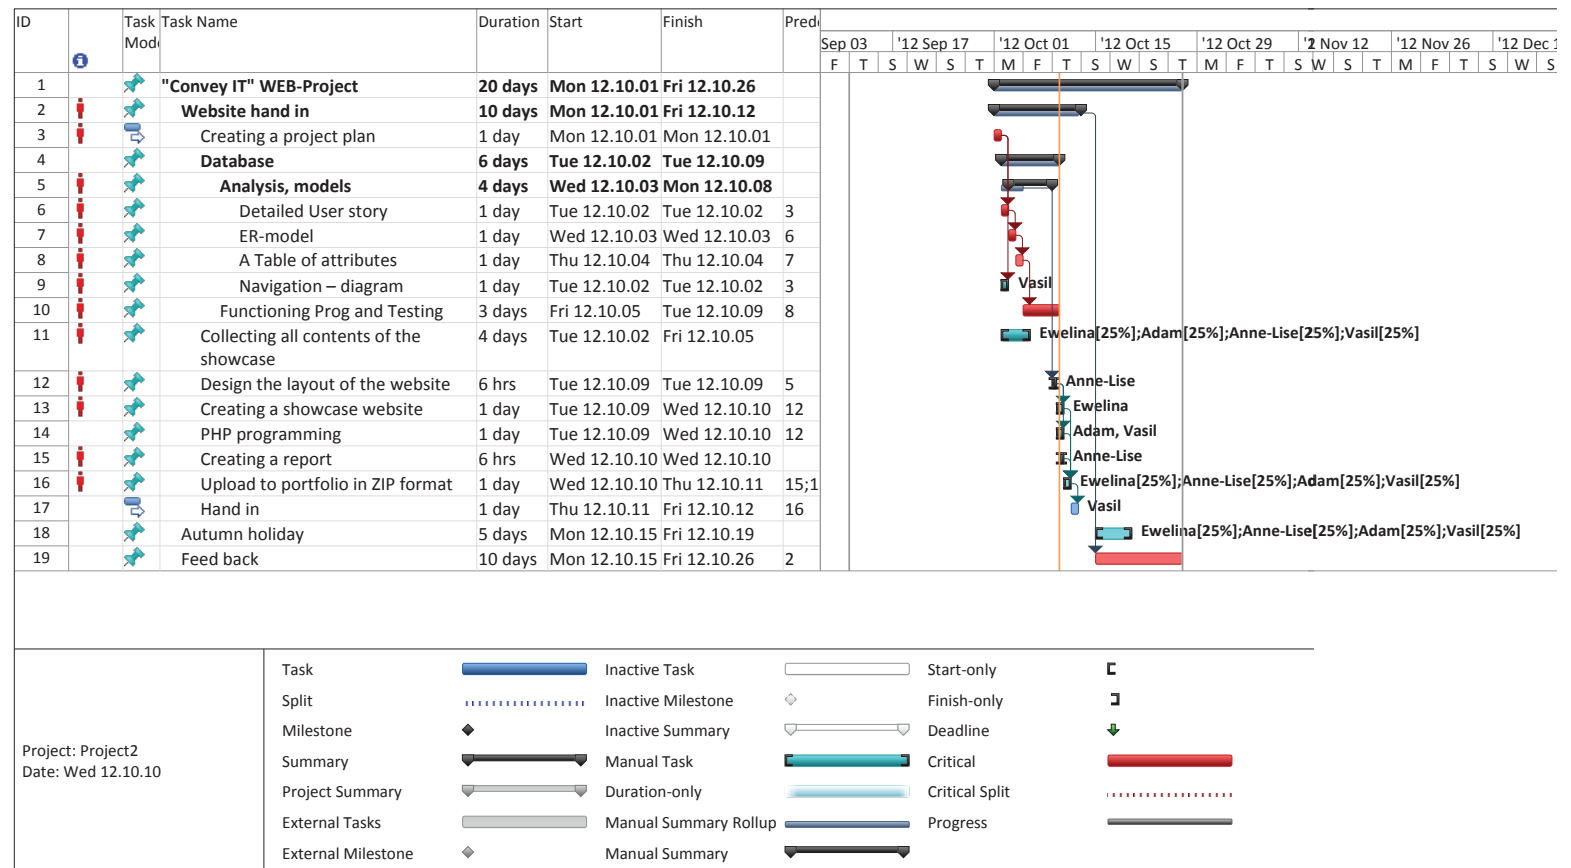 ID Task Mode Task Name Duration Start Finish Prede
Sep 03 '12 Sep 17 '12 Oct 01 '12 Oct 15 '12 Oct 29 '12 Nov 12 '12 Nov 26 '12 Dec 1
F T S W S T M F T S W S T M F T S W S T M F T S W S
1 "Convey IT" WEB-Project 20 days Mon 12.10.01 Fri 12.10.26
2 Website hand in 10 days Mon 12.10.01 Fri 12.10.12
3 Creating a project plan 1 day Mon 12.10.01 Mon 12.10.01
4 Database 6 days Tue 12.10.02 Tue 12.10.09
5 Analysis, models 4 days Wed 12.10.03 Mon 12.10.08
6 Detailed User story 1 day Tue 12.10.02 Tue 12.10.02 3
7 ER-model 1 day Wed 12.10.03 Wed 12.10.03 6
8 A Table of attributes 1 day Thu 12.10.04 Thu 12.10.04 7
9 Navigation – diagram 1 day Tue 12.10.02 Tue 12.10.02 3 Vasil
10 Functioning Prog and Testing 3 days Fri 12.10.05 Tue 12.10.09 8
11 Collecting all contents of the 4 days Tue 12.10.02 Fri 12.10.05 Ewelina[25%];Adam[25%];Anne-Lise[25%];Vasil[25%]
showcase
12 Design the layout of the website 6 hrs Tue 12.10.09 Tue 12.10.09 5 Anne-Lise
13 Creating a showcase website 1 day Tue 12.10.09 Wed 12.10.10 12 Ewelina
14 PHP programming 1 day Tue 12.10.09 Wed 12.10.10 12 Adam, Vasil
15 Creating a report 6 hrs Wed 12.10.10 Wed 12.10.10 Anne-Lise
16 Upload to portfolio in ZIP format 1 day Wed 12.10.10 Thu 12.10.11 15;1 Ewelina[25%];Anne-Lise[25%];Adam[25%];Vasil[25%]
17 Hand in 1 day Thu 12.10.11 Fri 12.10.12 16 Vasil
18 Autumn holiday 5 days Mon 12.10.15 Fri 12.10.19 Ewelina[25%];Anne-Lise[25%];Adam[25%];Vasil[25%]
19 Feed back 10 days Mon 12.10.15 Fri 12.10.26 2
Project: Project2
Date: Wed 12.10.10
Task Inactive Task Start-only
Split Inactive Milestone Finish-only
Milestone Inactive Summary Deadline
Summary Manual Task Critical
Project Summary Duration-only Critical Split
External Tasks Manual Summary Rollup Progress
External Milestone Manual Summary